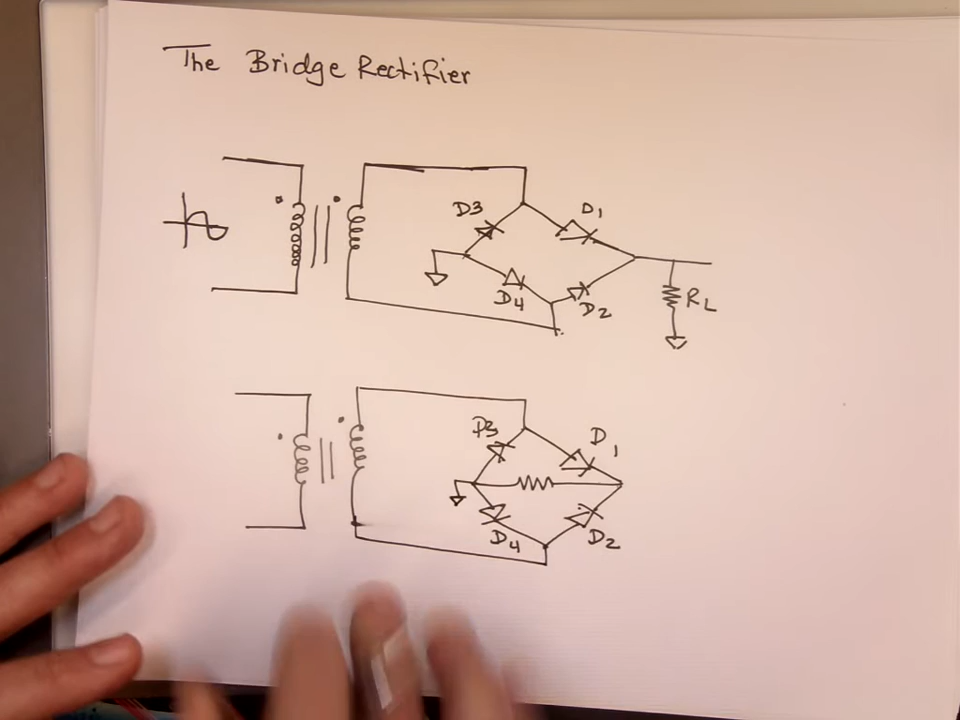 The Bridge Rectifier
D3
D1
D4
D2
RL
D3
D1
D4
D2